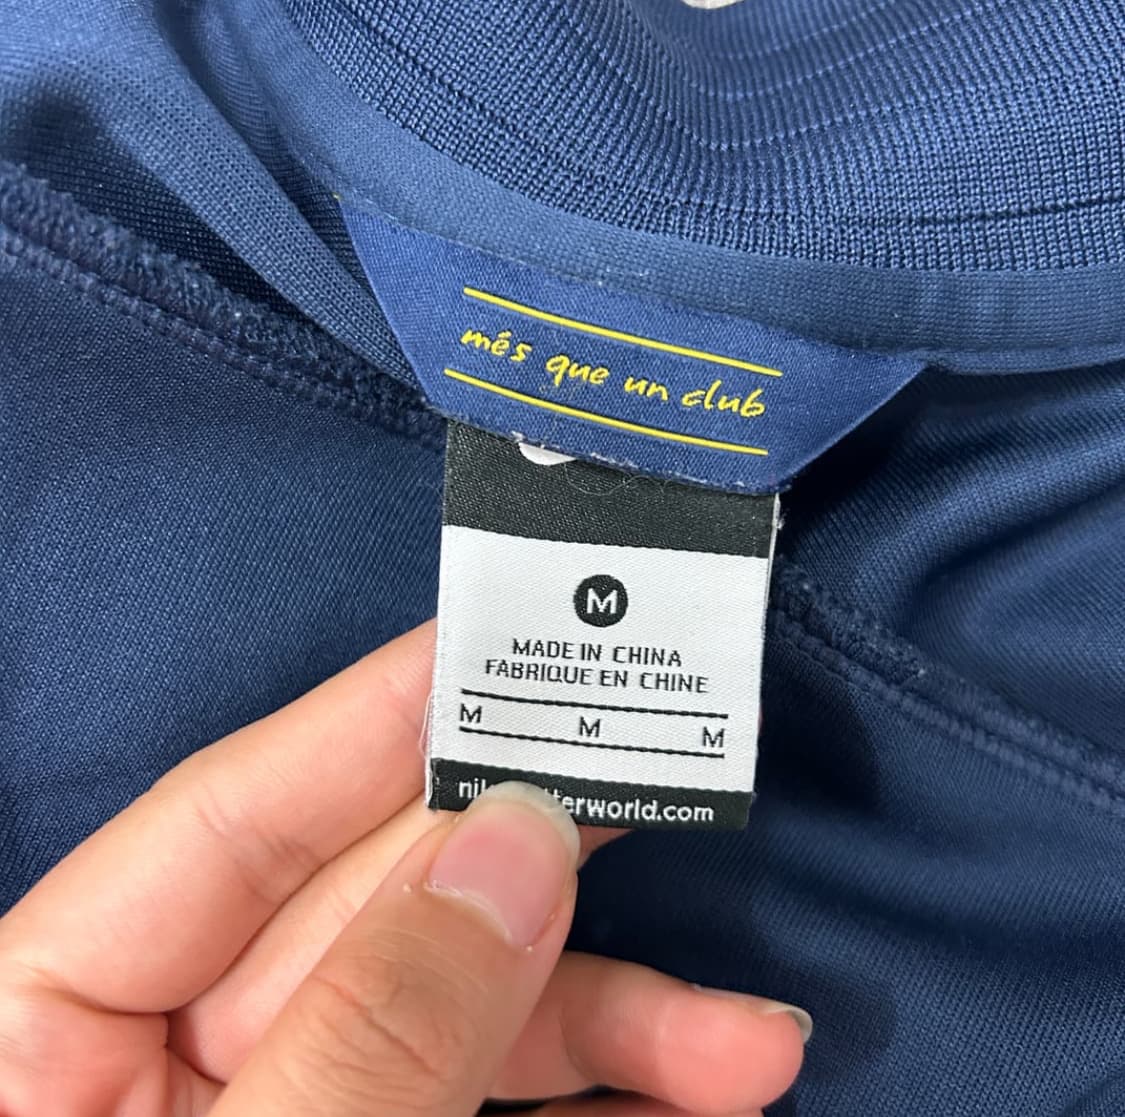 més que un club
M
MADE IN CHINA
FABRIQUE EN CHINE
M M M